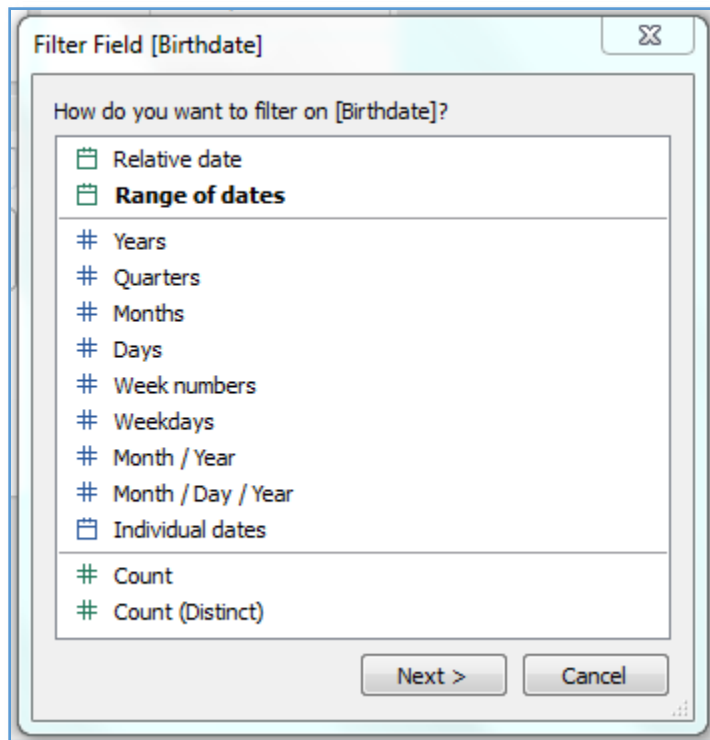 Filter Field [Birthdate]
How do you want to filter on [Birthdate]?
Relative date
Range of dates
# Years
# Quarters
# Months
# Days
# Week numbers
# Weekdays
# Month / Year
# Month / Day / Year
Individual dates
# Count
# Count (Distinct)
Next >
Cancel